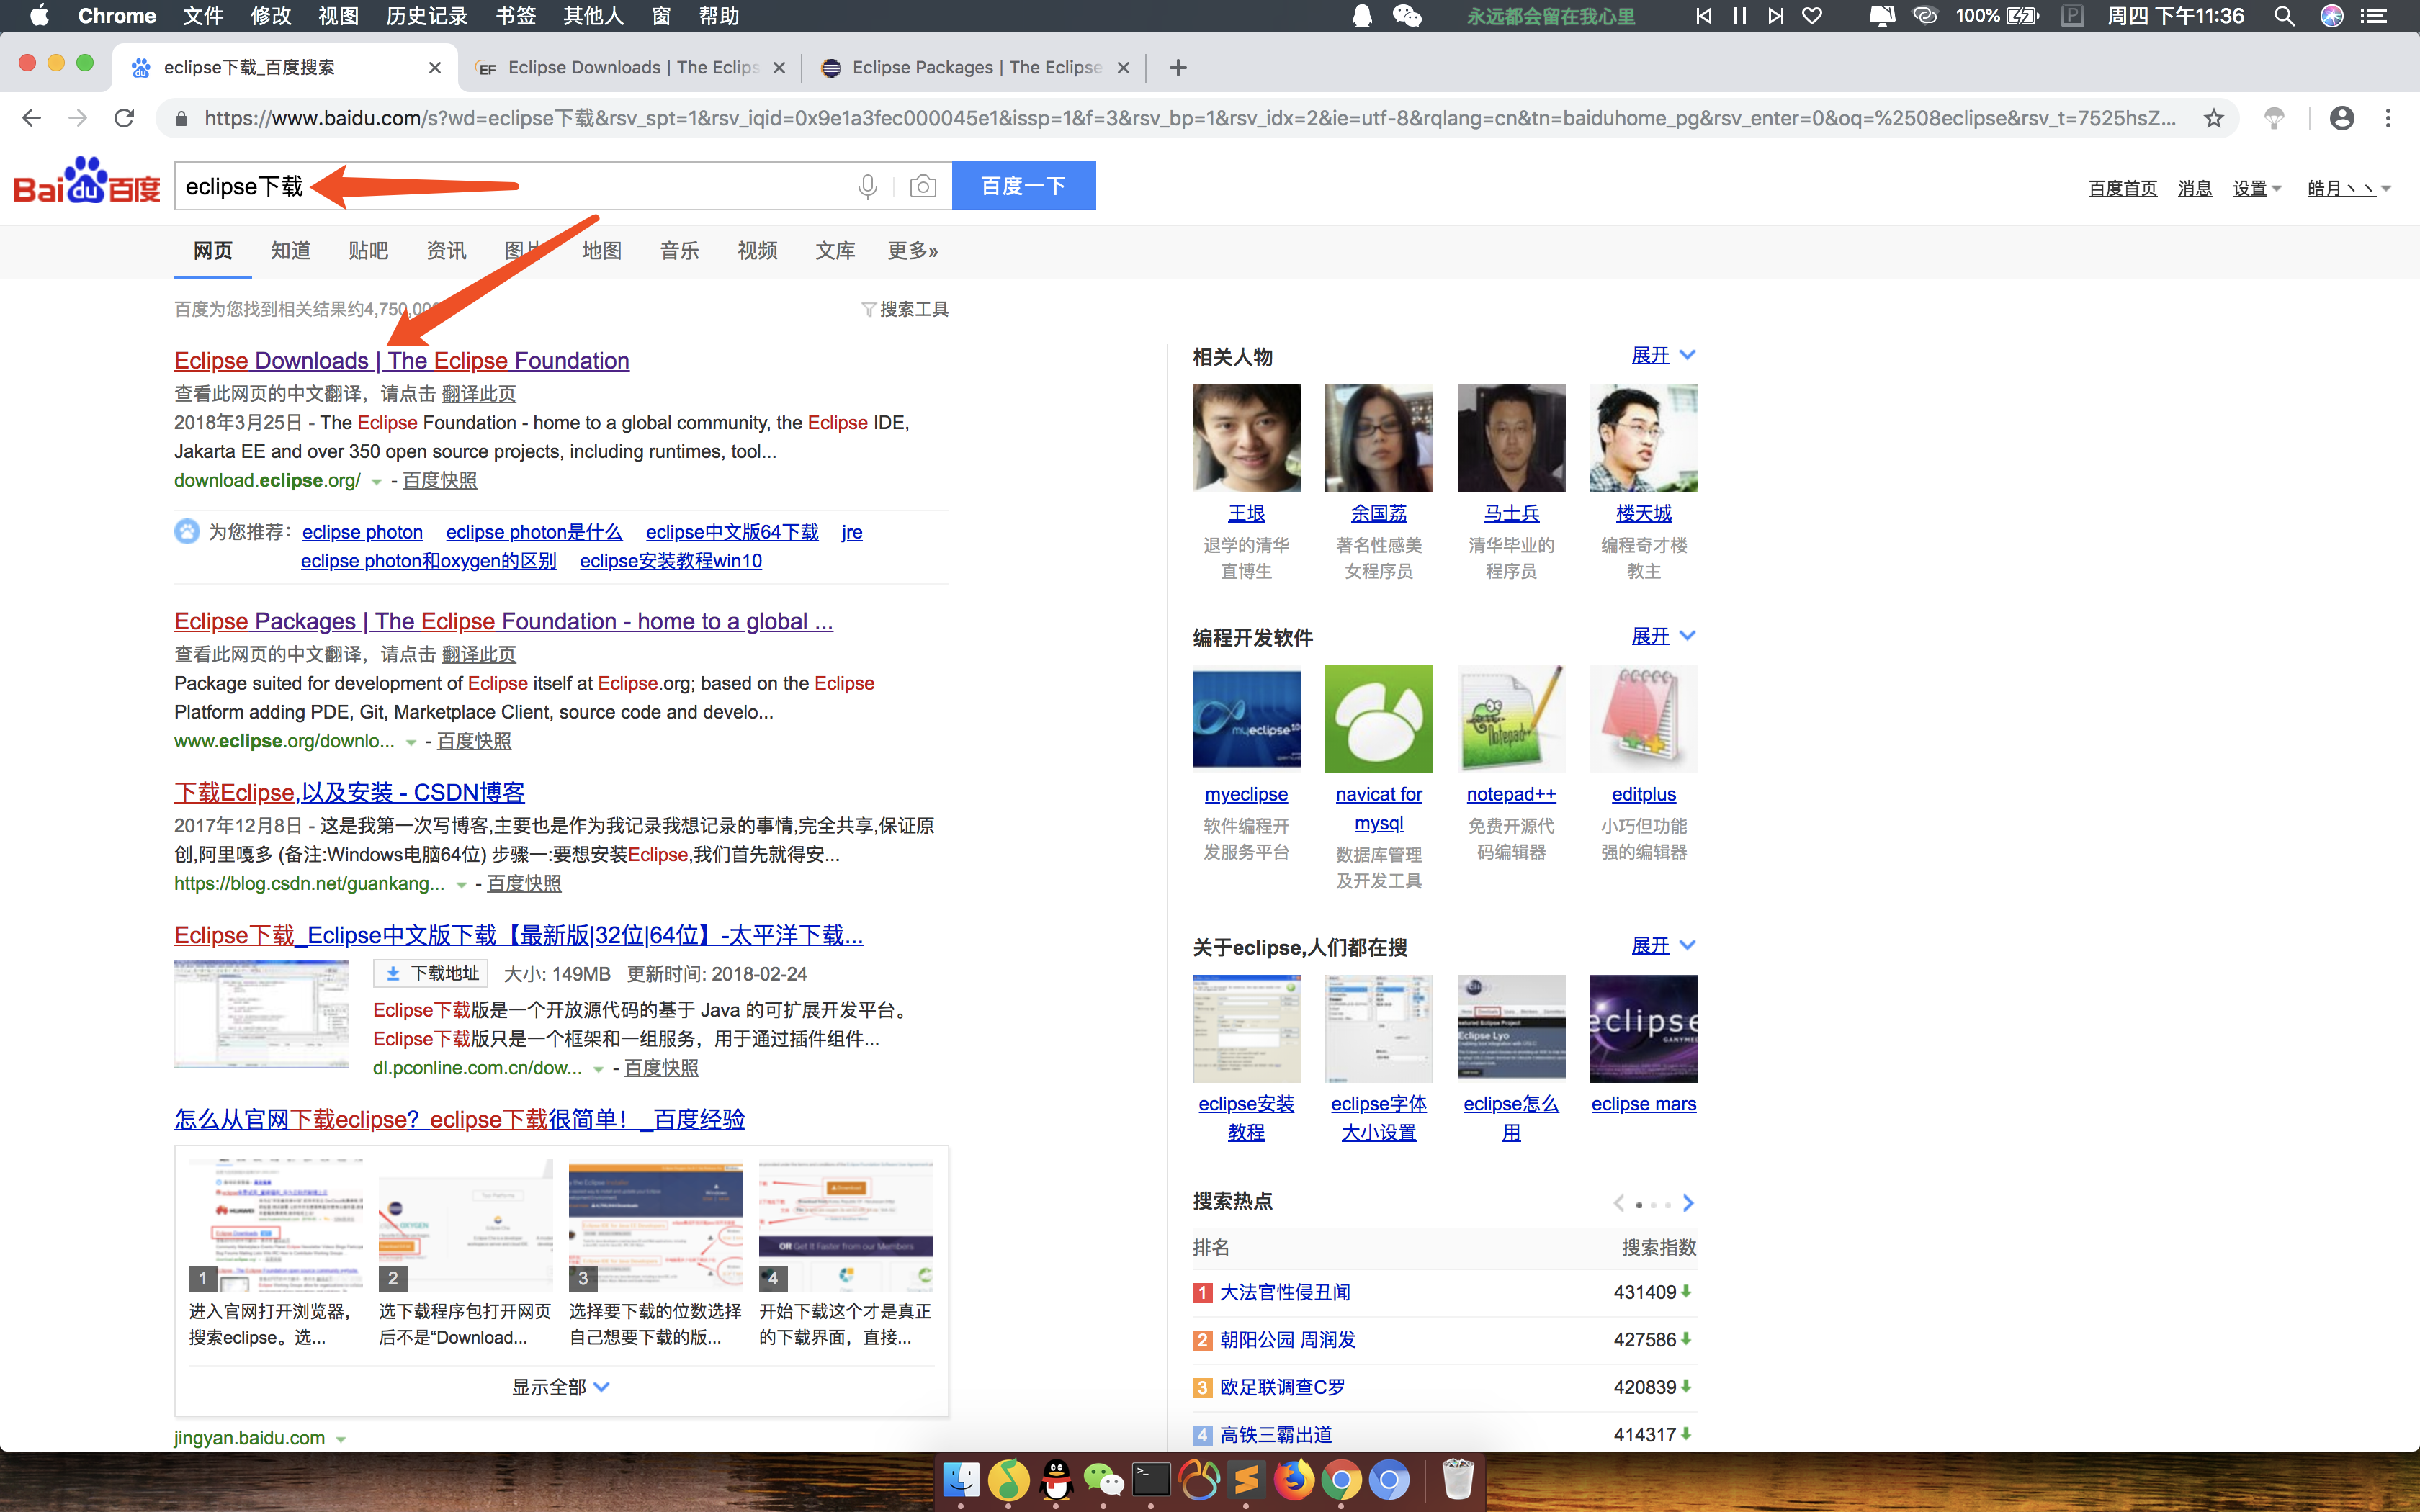 Chrome 文件 修改 视图 历史记录 书签 其他人 窗 帮助 永远都会留在我心里 100% 周四 下午11:36
eclipse下载_百度搜索
EF Eclipse Downloads | The Eclips
Eclipse Packages | The Eclipse
https://www.baidu.com/s?wd=eclipse下载&rsv_spt=1&rsv_iqid=0x9e1a3fec000045e1&issp=1&f=3&rsv_bp=1&rsv_idx=2&ie=utf-8&rqlang=cn&tn=baiduhome_pg&rsv_enter=0&oq=%2508eclipse&rsv_t=7525hsZ...
Bai du 百度
eclipse下载
百度一下
百度首页 消息 设置 皓月丶丶
网页 知道 贴吧 资讯 图片 地图 音乐 视频 文库 更多»
百度为您找到相关结果约4,750,000
搜索工具
Eclipse Downloads | The Eclipse Foundation
查看此网页的中文翻译，请点击 翻译此页
2018年3月25日 - The Eclipse Foundation - home to a global community, the Eclipse IDE,
Jakarta EE and over 350 open source projects, including runtimes, tool...
download.eclipse.org/ - 百度快照
为您推荐： eclipse photon eclipse photon是什么 eclipse中文版64下载 jre
eclipse photon和oxygen的区别 eclipse安装教程win10
Eclipse Packages | The Eclipse Foundation - home to a global ...
查看此网页的中文翻译，请点击 翻译此页
Package suited for development of Eclipse itself at Eclipse.org; based on the Eclipse
Platform adding PDE, Git, Marketplace Client, source code and develo...
www.eclipse.org/downlo... - 百度快照
下载Eclipse,以及安装 - CSDN博客
2017年12月8日 - 这是我第一次写博客,主要也是作为我记录我想记录的事情,完全共享,保证原
创,阿里嘎多 (备注:Windows电脑64位) 步骤一:要想安装Eclipse,我们首先就得安...
https://blog.csdn.net/guankang... - 百度快照
Eclipse下载_Eclipse中文版下载【最新版|32位|64位】-太平洋下载...
下载地址 大小: 149MB 更新时间: 2018-02-24
Eclipse下载版是一个开放源代码的基于 Java 的可扩展开发平台。
Eclipse下载版只是一个框架和一组服务，用于通过插件组件...
dl.pconline.com.cn/dow... - 百度快照
怎么从官网下载eclipse？eclipse下载很简单！_百度经验
1 2 3 4
OR Get It Faster from our Members
进入官网打开浏览器，
搜索eclipse。选...
选下载程序包打开网页
后不是“Download...
选择要下载的位数选择
自己想要下载的版...
开始下载这个才是真正
的下载界面，直接...
显示全部
jingyan.baidu.com
相关人物 展开
王垠 余国荔 马士兵 楼天城
退学的清华
直博生
著名性感美
女程序员
清华毕业的
程序员
编程奇才楼
教主
编程开发软件 展开
myeclipse 10
Notepad++
myeclipse
软件编程开
发服务平台
navicat for
mysql
数据库管理
及开发工具
notepad++
免费开源代
码编辑器
editplus
小巧但功能
强的编辑器
关于eclipse,人们都在搜 展开
Eclipse Lyo
eclipse
eclipse安装
教程
eclipse字体
大小设置
eclipse怎么
用
eclipse mars
搜索热点
排名 搜索指数
1 大法官性侵丑闻 431409
2 朝阳公园 周润发 427586
3 欧足联调查C罗 420839
4 高铁三霸出道 414317